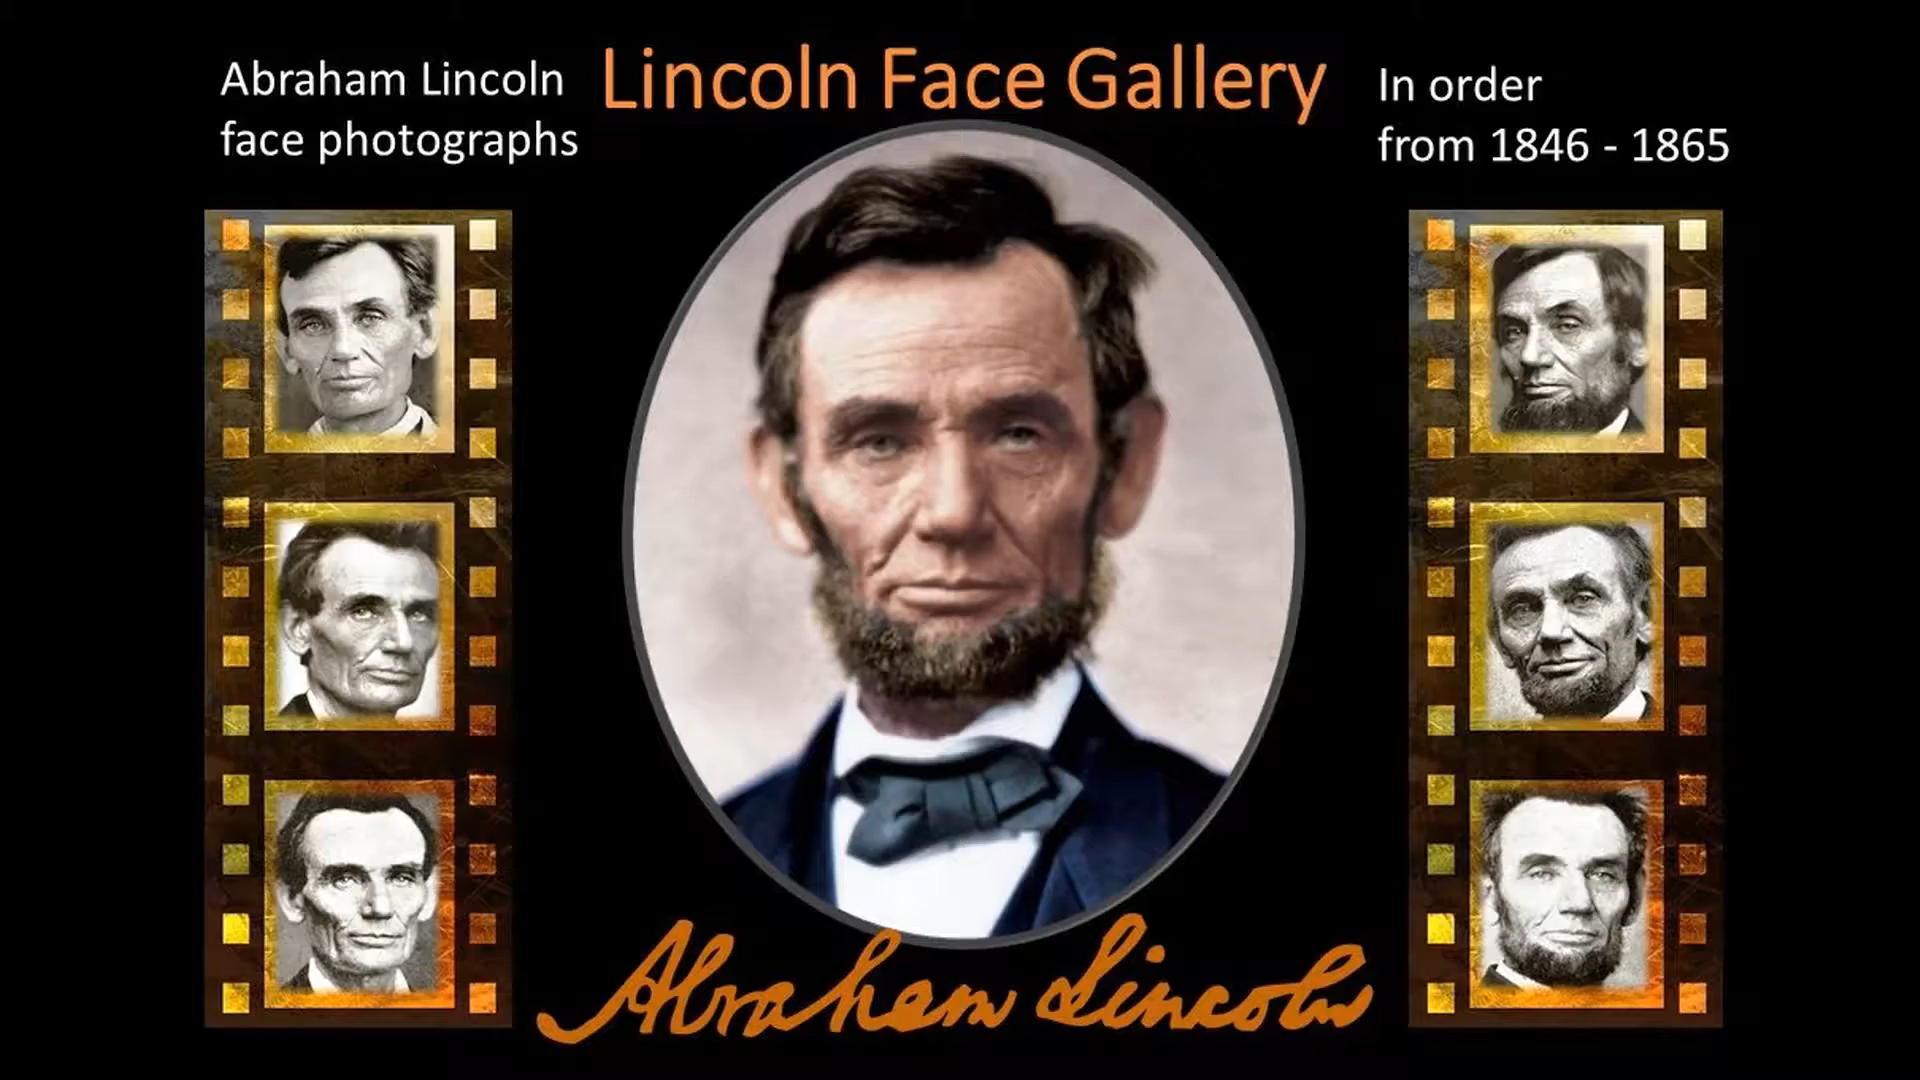 Abraham Lincoln
face photographs
Lincoln Face Gallery
In order
from 1846 - 1865
Abraham Lincoln